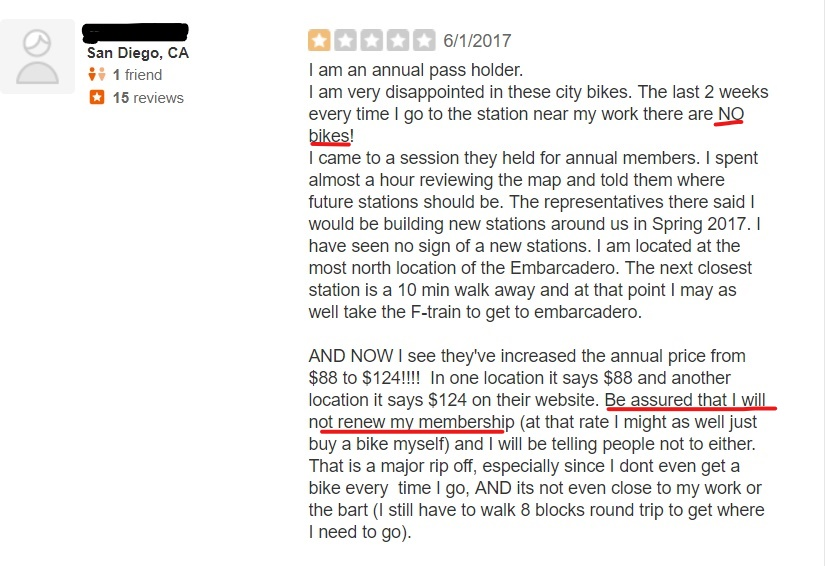 San Diego, CA
1 friend
15 reviews
6/1/2017
I am an annual pass holder.
I am very disappointed in these city bikes. The last 2 weeks
every time I go to the station near my work there are NO
bikes!
I came to a session they held for annual members. I spent
almost a hour reviewing the map and told them where
future stations should be. The representatives there said I
would be building new stations around us in Spring 2017. I
have seen no sign of a new stations. I am located at the
most north location of the Embarcadero. The next closest
station is a 10 min walk away and at that point I may as
well take the F-train to get to embarcadero.
AND NOW I see they've increased the annual price from
$88 to $124!!!! In one location it says $88 and another
location it says $124 on their website. Be assured that I will
not renew my membership (at that rate I might as well just
buy a bike myself) and I will be telling people not to either.
That is a major rip off, especially since I dont even get a
bike every time I go, AND its not even close to my work or
the bart (I still have to walk 8 blocks round trip to get where
I need to go).